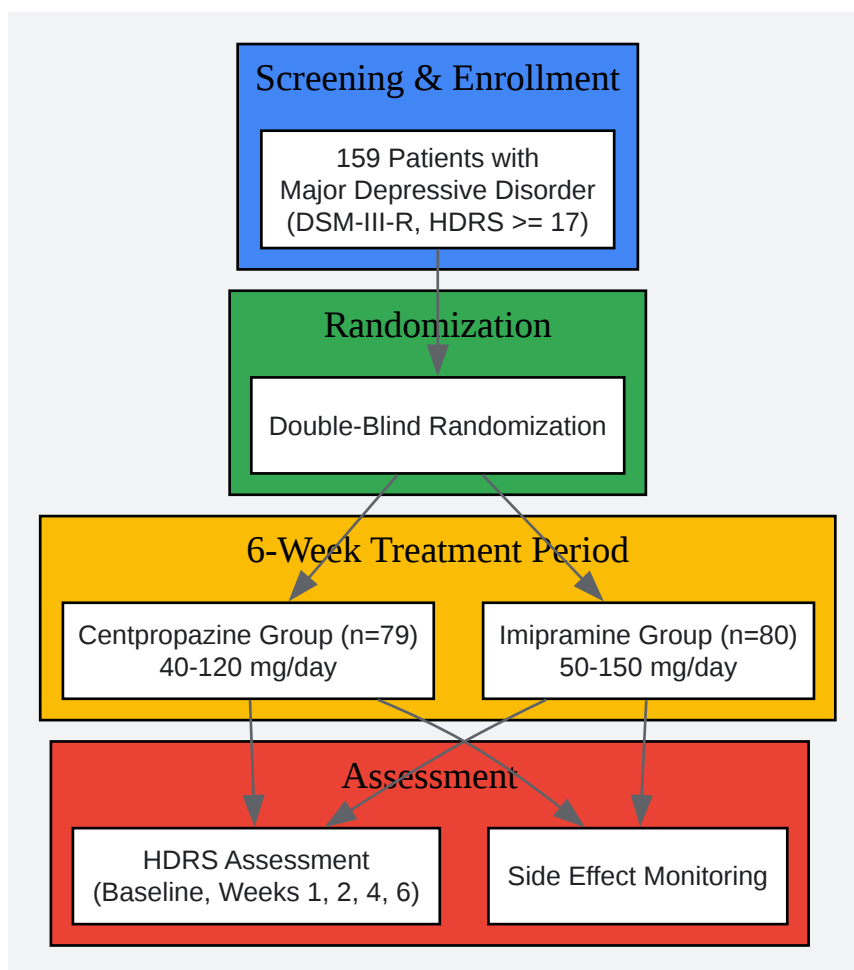 Screening & Enrollment
159 Patients with
Major Depressive Disorder
(DSM-III-R, HDRS >= 17)
Randomization
Double-Blind Randomization
6-Week Treatment Period
Centpropazine Group (n=79)
40-120 mg/day
Imipramine Group (n=80)
50-150 mg/day
Assessment
HDRS Assessment
(Baseline, Weeks 1, 2, 4, 6)
Side Effect Monitoring